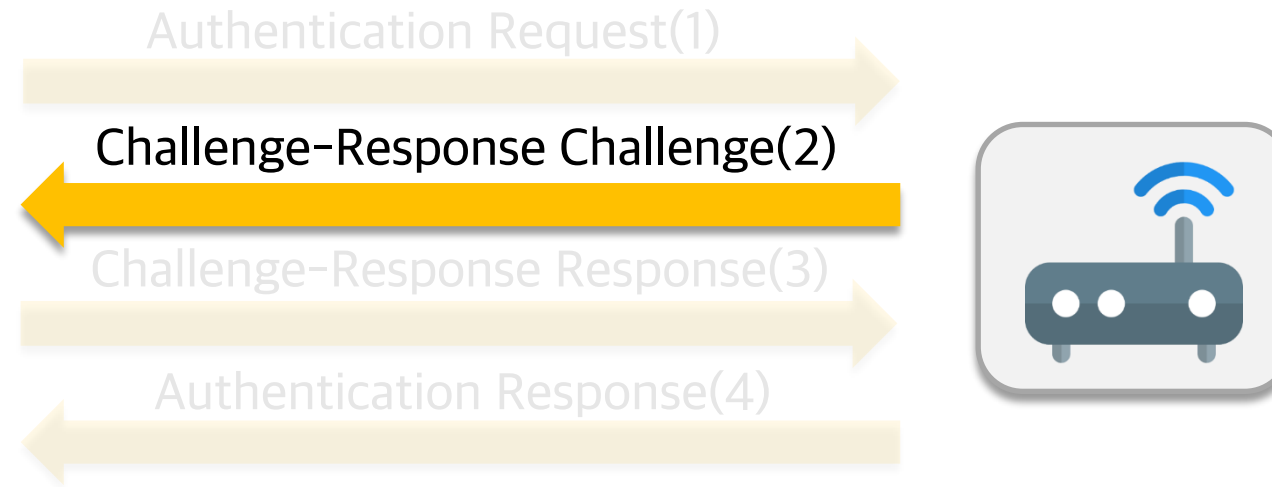 Authentication Request(1)
Challenge-Response Challenge(2)
Challenge-Response Response(3)
Authentication Response(4)